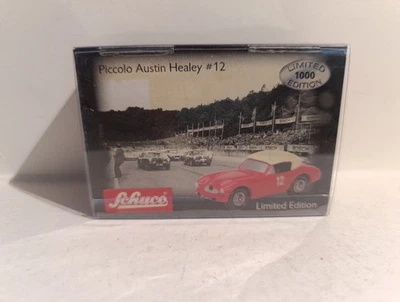 Piccolo Austin Healey #12
LIMITED
1000
EDITION
12
Schuco
Limited Edition